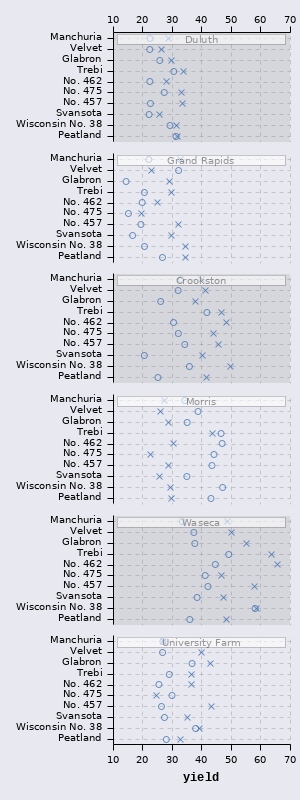 10 20 30 40 50 60 70
Duluth
Manchuria
Velvet
Glabron
Trebi
No. 462
No. 475
No. 457
Svansota
Wisconsin No. 38
Peatland
Grand Rapids
Manchuria
Velvet
Glabron
Trebi
No. 462
No. 475
No. 457
Svansota
Wisconsin No. 38
Peatland
Crookston
Manchuria
Velvet
Glabron
Trebi
No. 462
No. 475
No. 457
Svansota
Wisconsin No. 38
Peatland
Morris
Manchuria
Velvet
Glabron
Trebi
No. 462
No. 475
No. 457
Svansota
Wisconsin No. 38
Peatland
Waseca
Manchuria
Velvet
Glabron
Trebi
No. 462
No. 475
No. 457
Svansota
Wisconsin No. 38
Peatland
University Farm
Manchuria
Velvet
Glabron
Trebi
No. 462
No. 475
No. 457
Svansota
Wisconsin No. 38
Peatland
10 20 30 40 50 60 70
yield